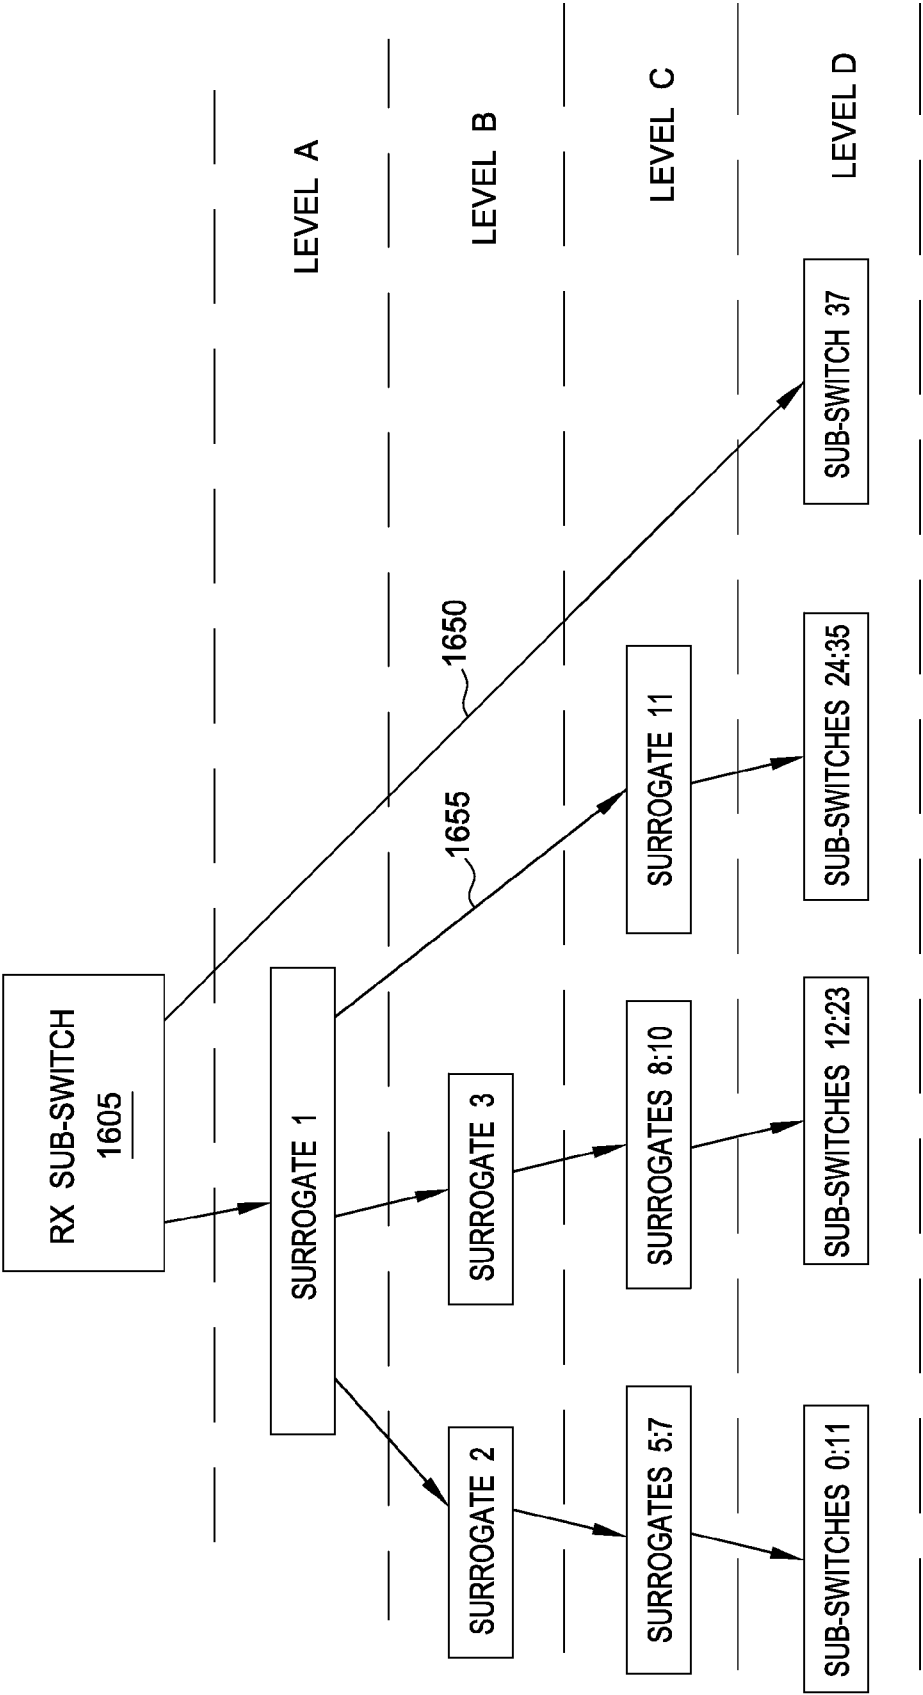 RX SUB-SWITCH
1605
SURROGATE 1
LEVEL A
1655
1650
SURROGATE 2
SURROGATE 3
LEVEL B
SURROGATES 5:7
SURROGATES 8:10
SURROGATE 11
LEVEL C
SUB-SWITCHES 0:11
SUB-SWITCHES 12:23
SUB-SWITCHES 24:35
SUB-SWITCH 37
LEVEL D